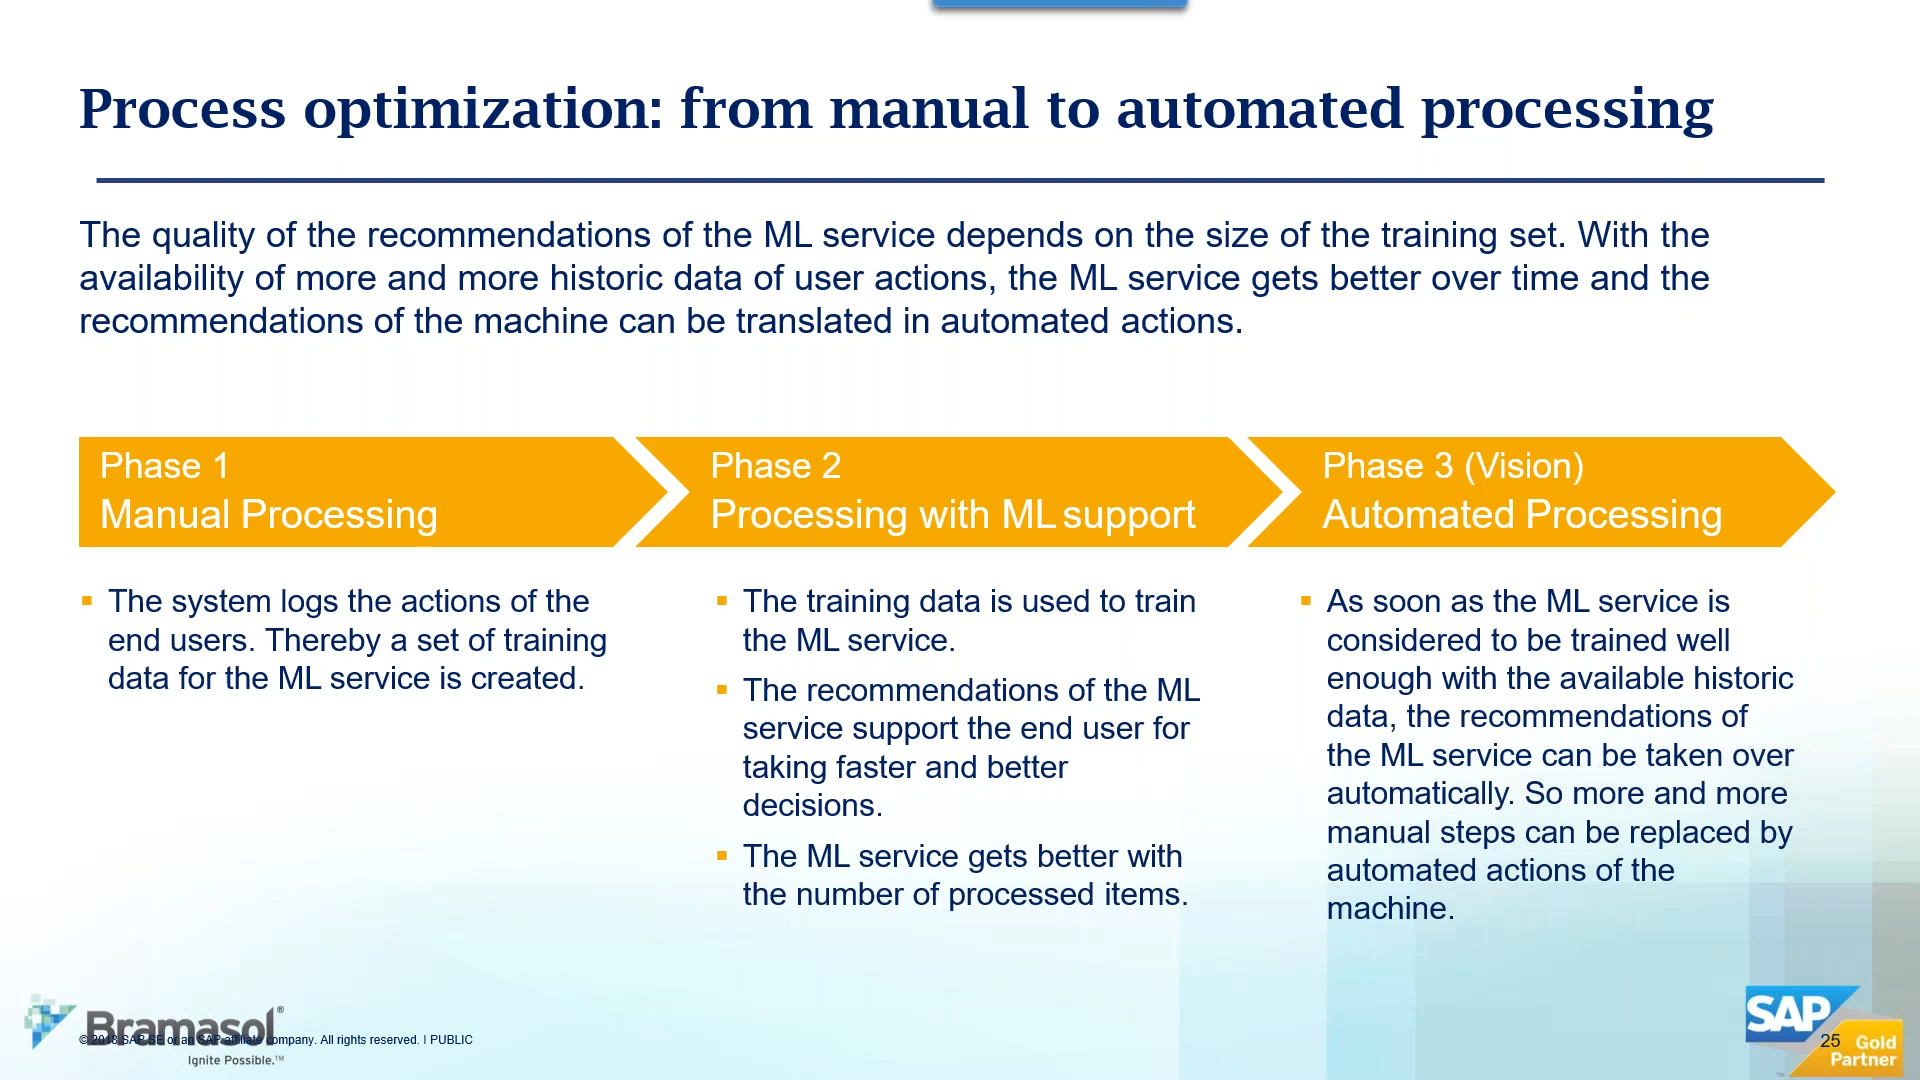 Process optimization: from manual to automated processing
The quality of the recommendations of the ML service depends on the size of the training set. With the
availability of more and more historic data of user actions, the ML service gets better over time and the
recommendations of the machine can be translated in automated actions.
Phase 1
Manual Processing
Phase 2
Processing with ML support
Phase 3 (Vision)
Automated Processing
▪ The system logs the actions of the
end users. Thereby a set of training
data for the ML service is created.
▪ The training data is used to train
the ML service.
▪ The recommendations of the ML
service support the end user for
taking faster and better
decisions.
▪ The ML service gets better with
the number of processed items.
▪ As soon as the ML service is
considered to be trained well
enough with the available historic
data, the recommendations of
the ML service can be taken over
automatically. So more and more
manual steps can be replaced by
automated actions of the
machine.
Bramasol®
© 2018 SAP SE or an SAP affiliate company. All rights reserved. | PUBLIC
Ignite Possible.™
SAP
25
Gold
Partner
™